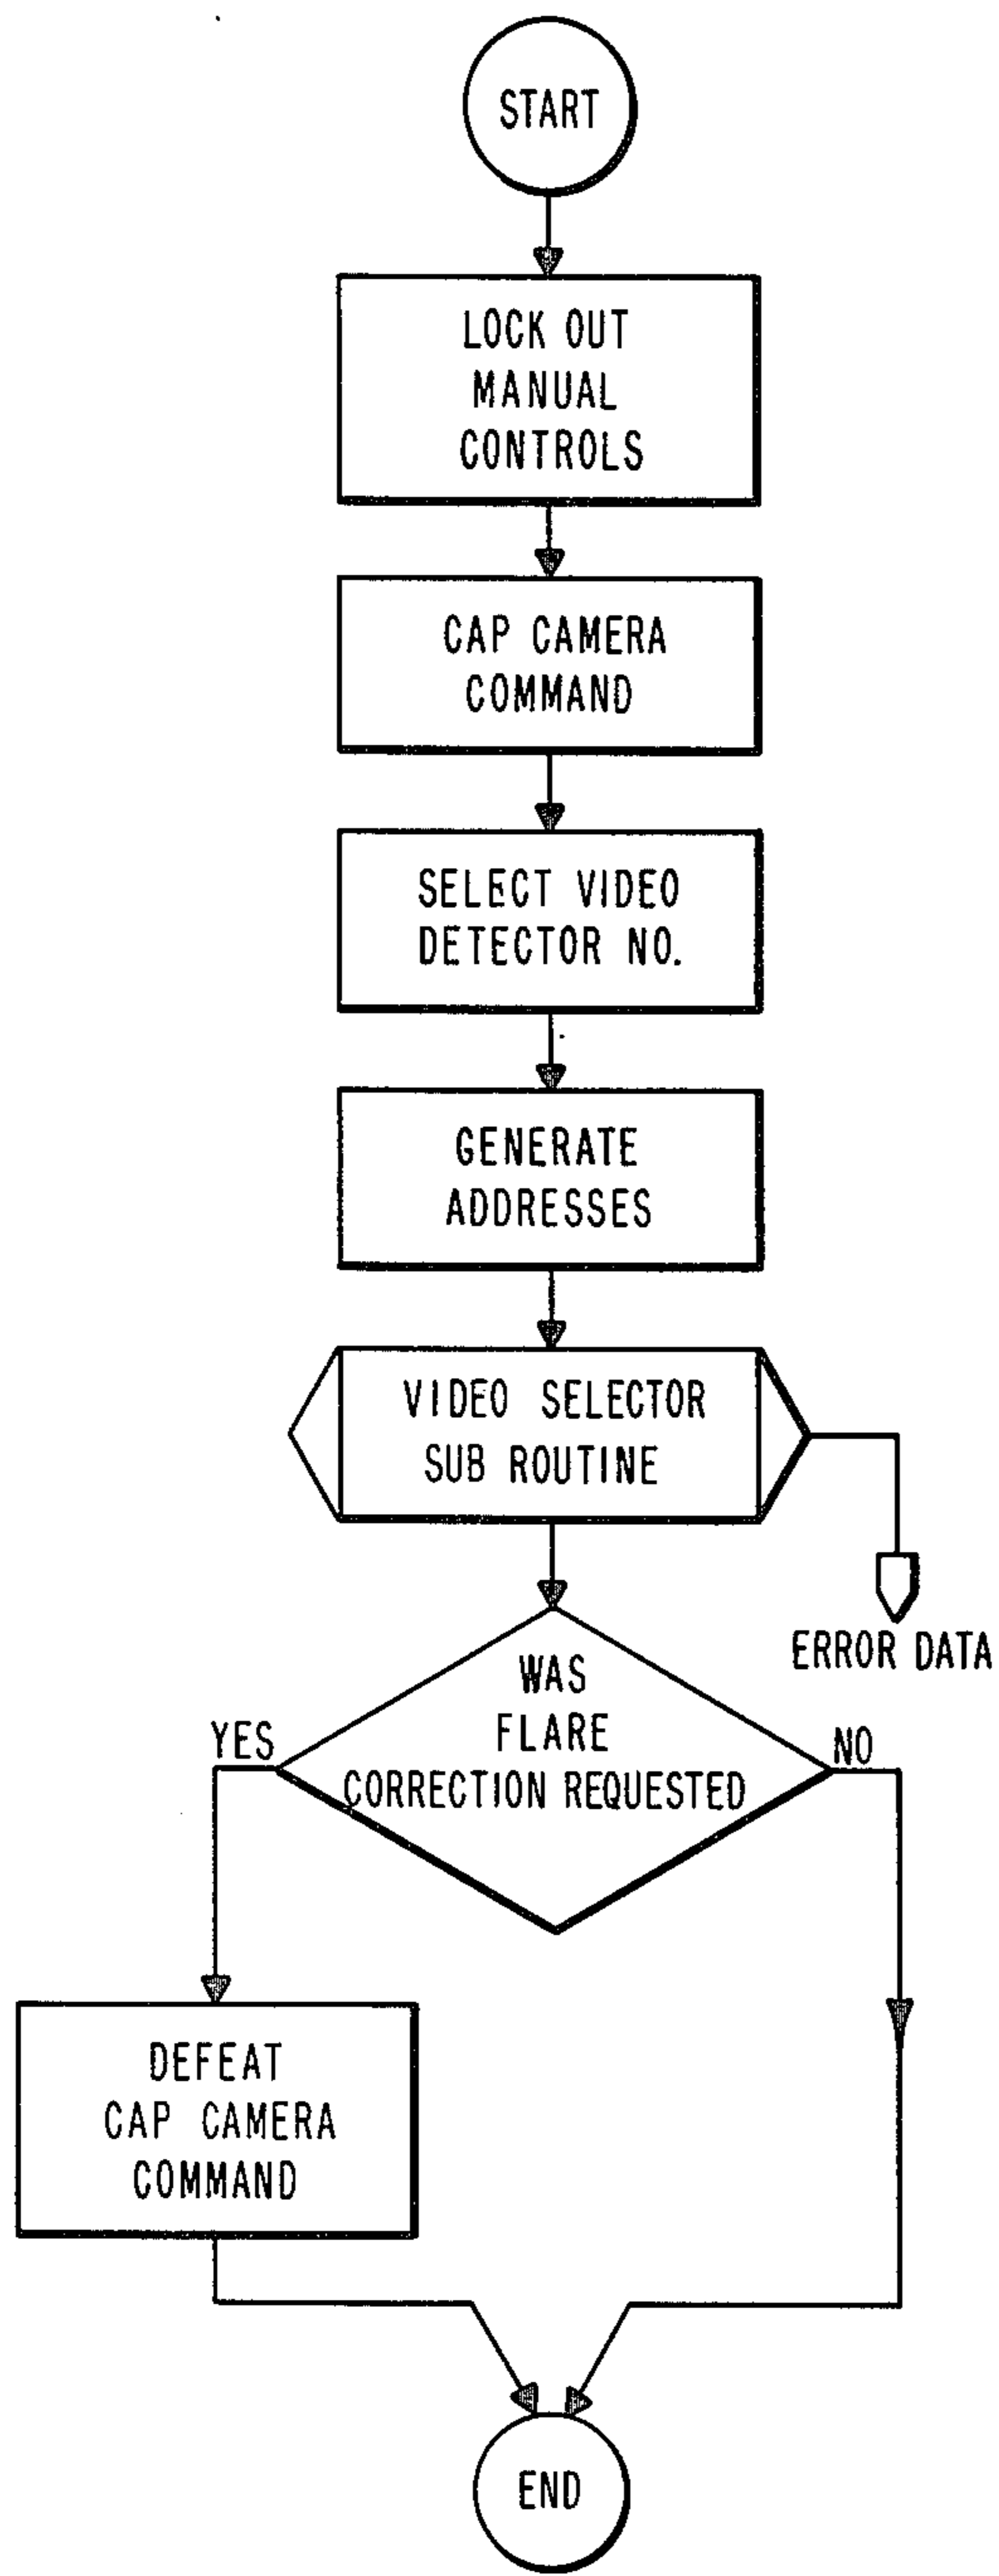 START
LOCK OUT
MANUAL
CONTROLS
CAP CAMERA
COMMAND
SELECT VIDEO
DETECTOR NO.
GENERATE
ADDRESSES
VIDEO SELECTOR
SUB ROUTINE
ERROR DATA
WAS
FLARE
CORRECTION REQUESTED
YES
NO
DEFEAT
CAP CAMERA
COMMAND
END